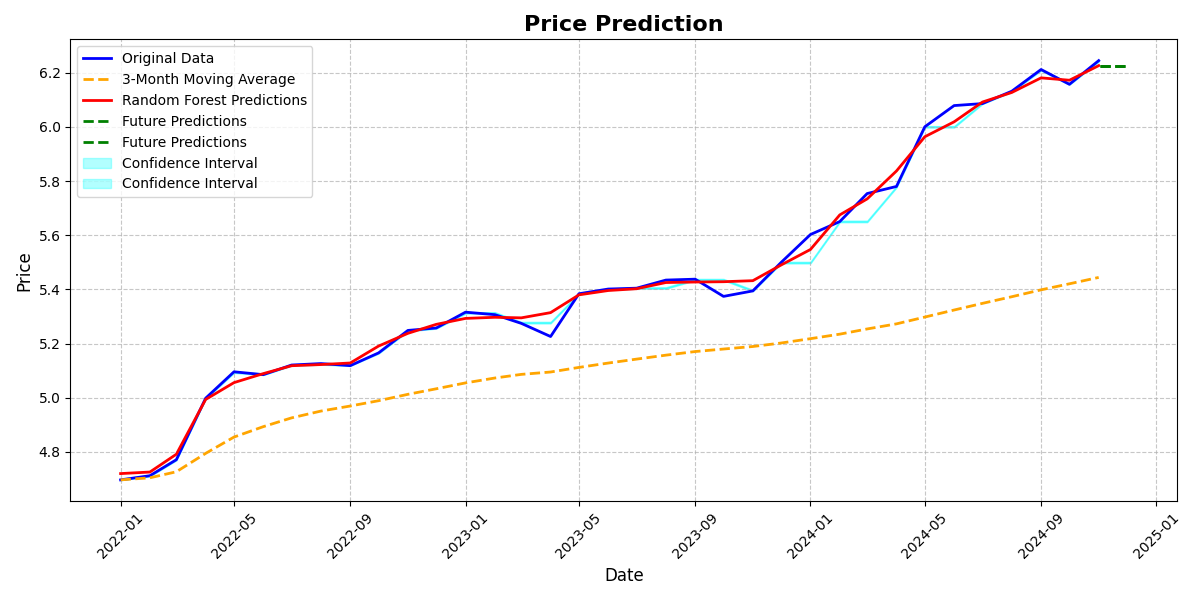 Price Prediction
Original Data
3-Month Moving Average
Random Forest Predictions
Future Predictions
Future Predictions
Confidence Interval
Confidence Interval
Price
6.2
6.0
5.8
5.6
5.4
5.2
5.0
4.8
2022-01
2022-05
2022-09
2023-01
2023-05
2023-09
2024-01
2024-05
2024-09
2025-01
Date